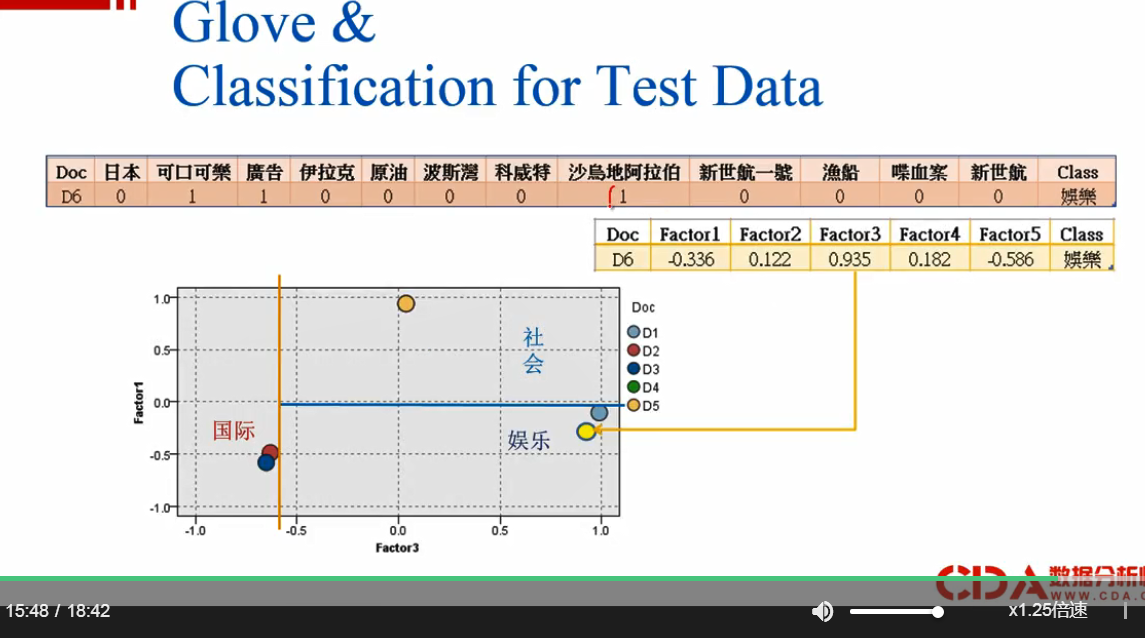 Glove &
Classification for Test Data
Doc 日本 可口可樂 廣告 伊拉克 原油 波斯灣 科威特 沙烏地阿拉伯 新世航一號 漁船 喋血案 新世航 Class
D6 0 1 1 0 0 0 0 1 0 0 0 0 娛樂
Doc Factor1 Factor2 Factor3 Factor4 Factor5 Class
D6 -0.336 0.122 0.935 0.182 -0.586 娛樂
Factor1
1.0
0.5
0.0
-0.5
-1.0
社
会
国际
娱乐
-1.0 -0.5 0.0 0.5 1.0
Factor3
Doc
D1
D2
D3
D4
D5
CDA 数据分析
WWW.CDA.
15:48 / 18:42
x1.25倍速